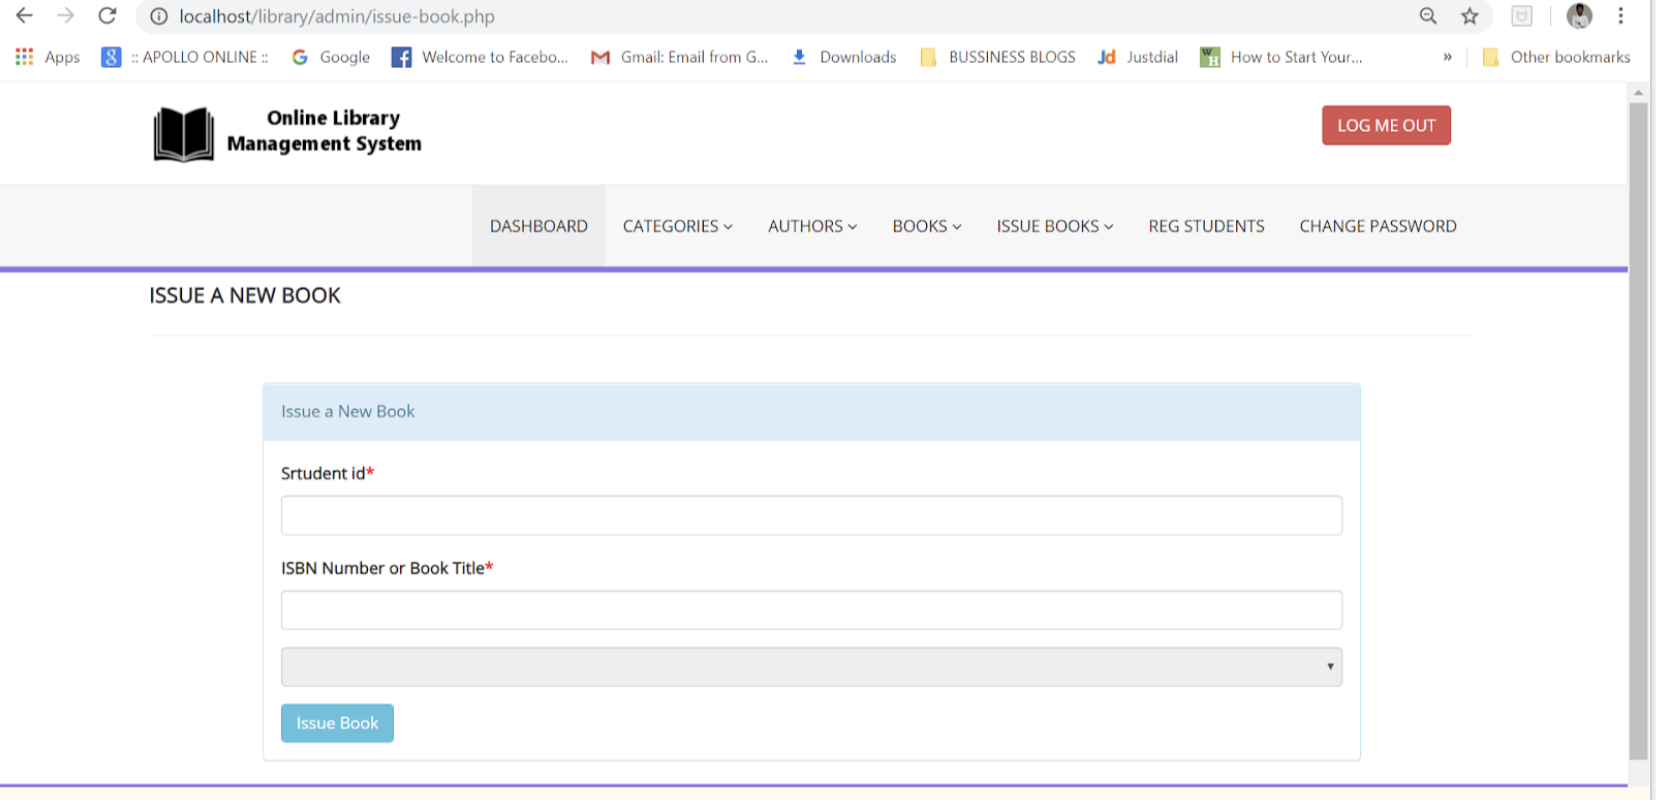 localhost/library/admin/issue-book.php
Apps :: APOLLO ONLINE :: Google Welcome to Facebo... Gmail: Email from G... Downloads BUSSINESS BLOGS Jd Justdial WH How to Start Your... » Other bookmarks
Online Library
Management System
LOG ME OUT
DASHBOARD CATEGORIES AUTHORS BOOKS ISSUE BOOKS REG STUDENTS CHANGE PASSWORD
ISSUE A NEW BOOK
Issue a New Book
Srtudent id*
ISBN Number or Book Title*
Issue Book